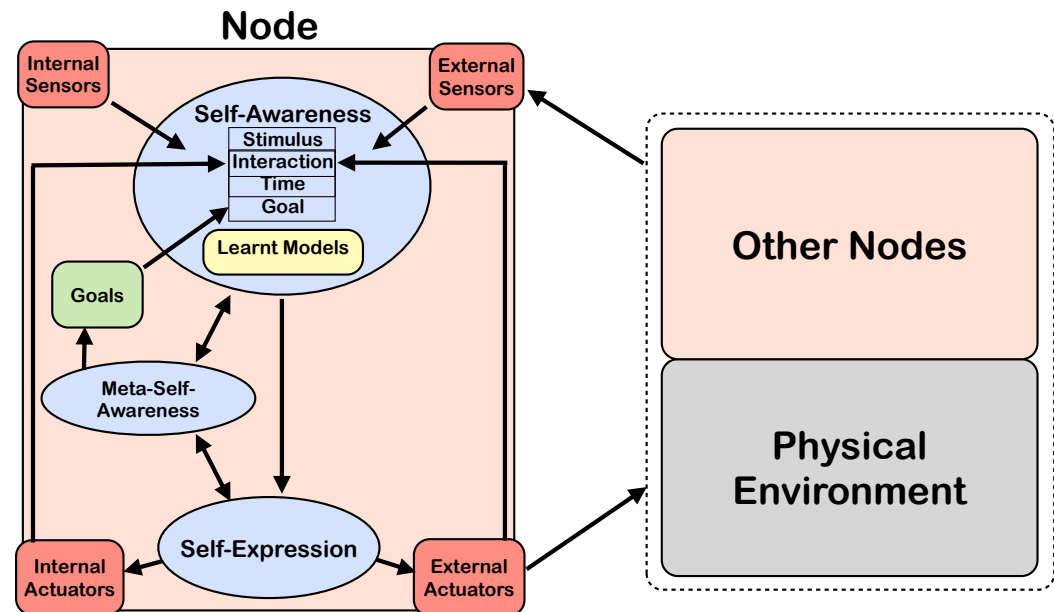 Node
Internal
Sensors
External
Sensors
Self-Awareness
Stimulus
Interaction
Time
Goal
Learnt Models
Goals
Meta-Self-
Awareness
Self-Expression
Internal
Actuators
External
Actuators
Other Nodes
Physical
Environment